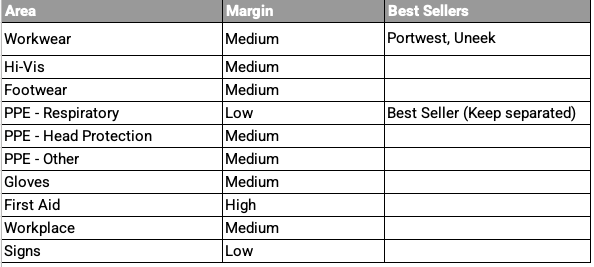 Area Margin Best Sellers
Workwear Medium Portwest, Uneek
Hi-Vis Medium
Footwear Medium
PPE - Respiratory Low Best Seller (Keep separated)
PPE - Head Protection Medium
PPE - Other Medium
Gloves Medium
First Aid High
Workplace Medium
Signs Low